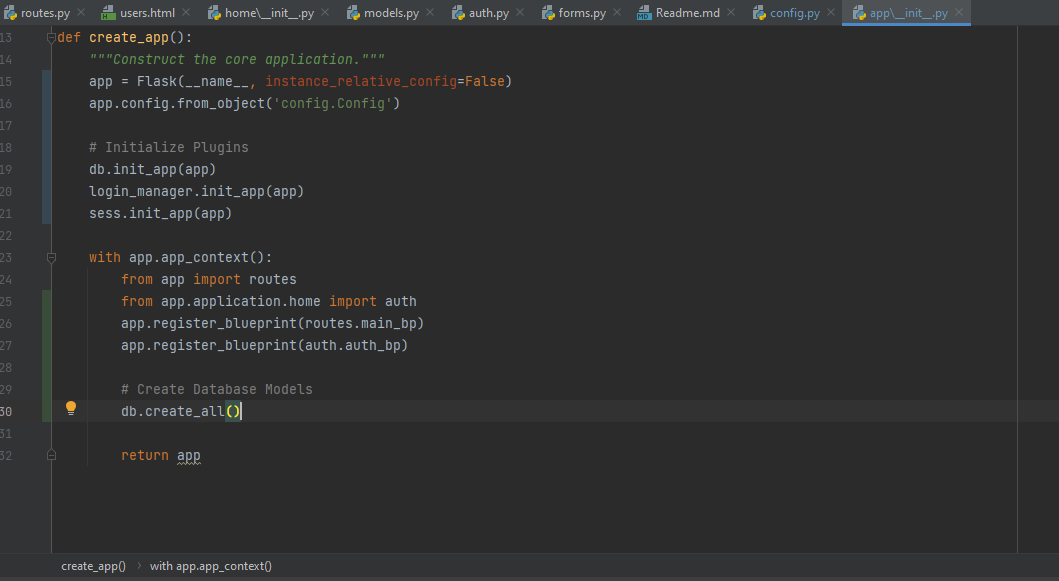 routes.py users.html home\__init__.py models.py auth.py forms.py Readme.md config.py app\__init__.py
13 def create_app():
14     """Construct the core application."""
15     app = Flask(__name__, instance_relative_config=False)
16     app.config.from_object('config.Config')
17
18     # Initialize Plugins
19     db.init_app(app)
20     login_manager.init_app(app)
21     sess.init_app(app)
22
23     with app.app_context():
24         from app import routes
25         from app.application.home import auth
26         app.register_blueprint(routes.main_bp)
27         app.register_blueprint(auth.auth_bp)
28
29         # Create Database Models
30         db.create_all()
31
32         return app
create_app() › with app.app_context()